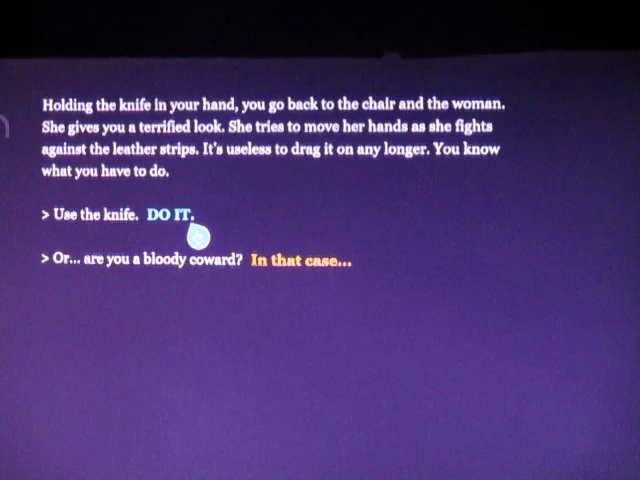 Holding the knife in your hand, you go back to the chair and the woman.
She gives you a terrified look. She tries to move her hands as she fights
against the leather strips. It's useless to drag it on any longer. You know
what you have to do.
> Use the knife. DO IT.
> Or... are you a bloody coward? In that case...